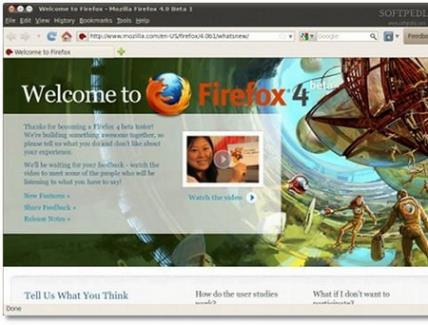 Welcome to Firefox - Mozilla Firefox 4.0 Beta 1
SOFTPEDIA
File Edit View History Bookmarks Tools Help
http://www.mozilla.com/en-US/firefox/4.0b1/whatsnew/
Google
Feedba
Welcome to Firefox
Welcome to Firefox 4 beta
Thanks for becoming a Firefox 4 beta tester!
We're building something awesome together, so
please tell us what you do and don't like about
your experience.
We'll be waiting for your feedback - watch the
video to meet some of the people who will be
listening to what you have to say!
New Features »
Share Feedback »
Release Notes »
Watch the video
Tell Us What You Think
How do the user studies
work?
What if I don't want to
participate?
Done